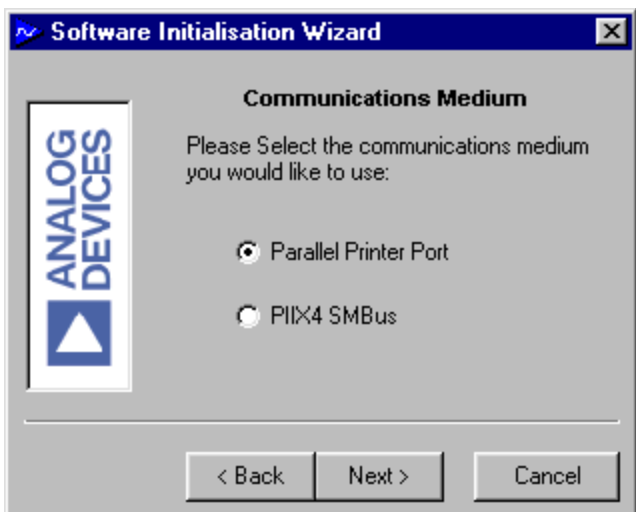 Software Initialisation Wizard
ANALOG
DEVICES
Communications Medium
Please Select the communications medium
you would like to use:
Parallel Printer Port
PIIX4 SMBus
< Back
Next >
Cancel